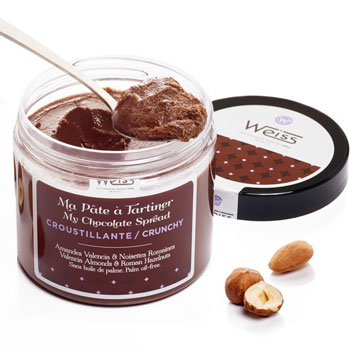 Weiss
Weiss
Ma Pâte à Tartiner
My Chocolate Spread
CROUSTILLANTE / CRUNCHY
Amandes Valencia & Noisettes Romaines
Valencia Almonds & Roman Hazelnuts
Sans huile de palme. Palm oil-free.